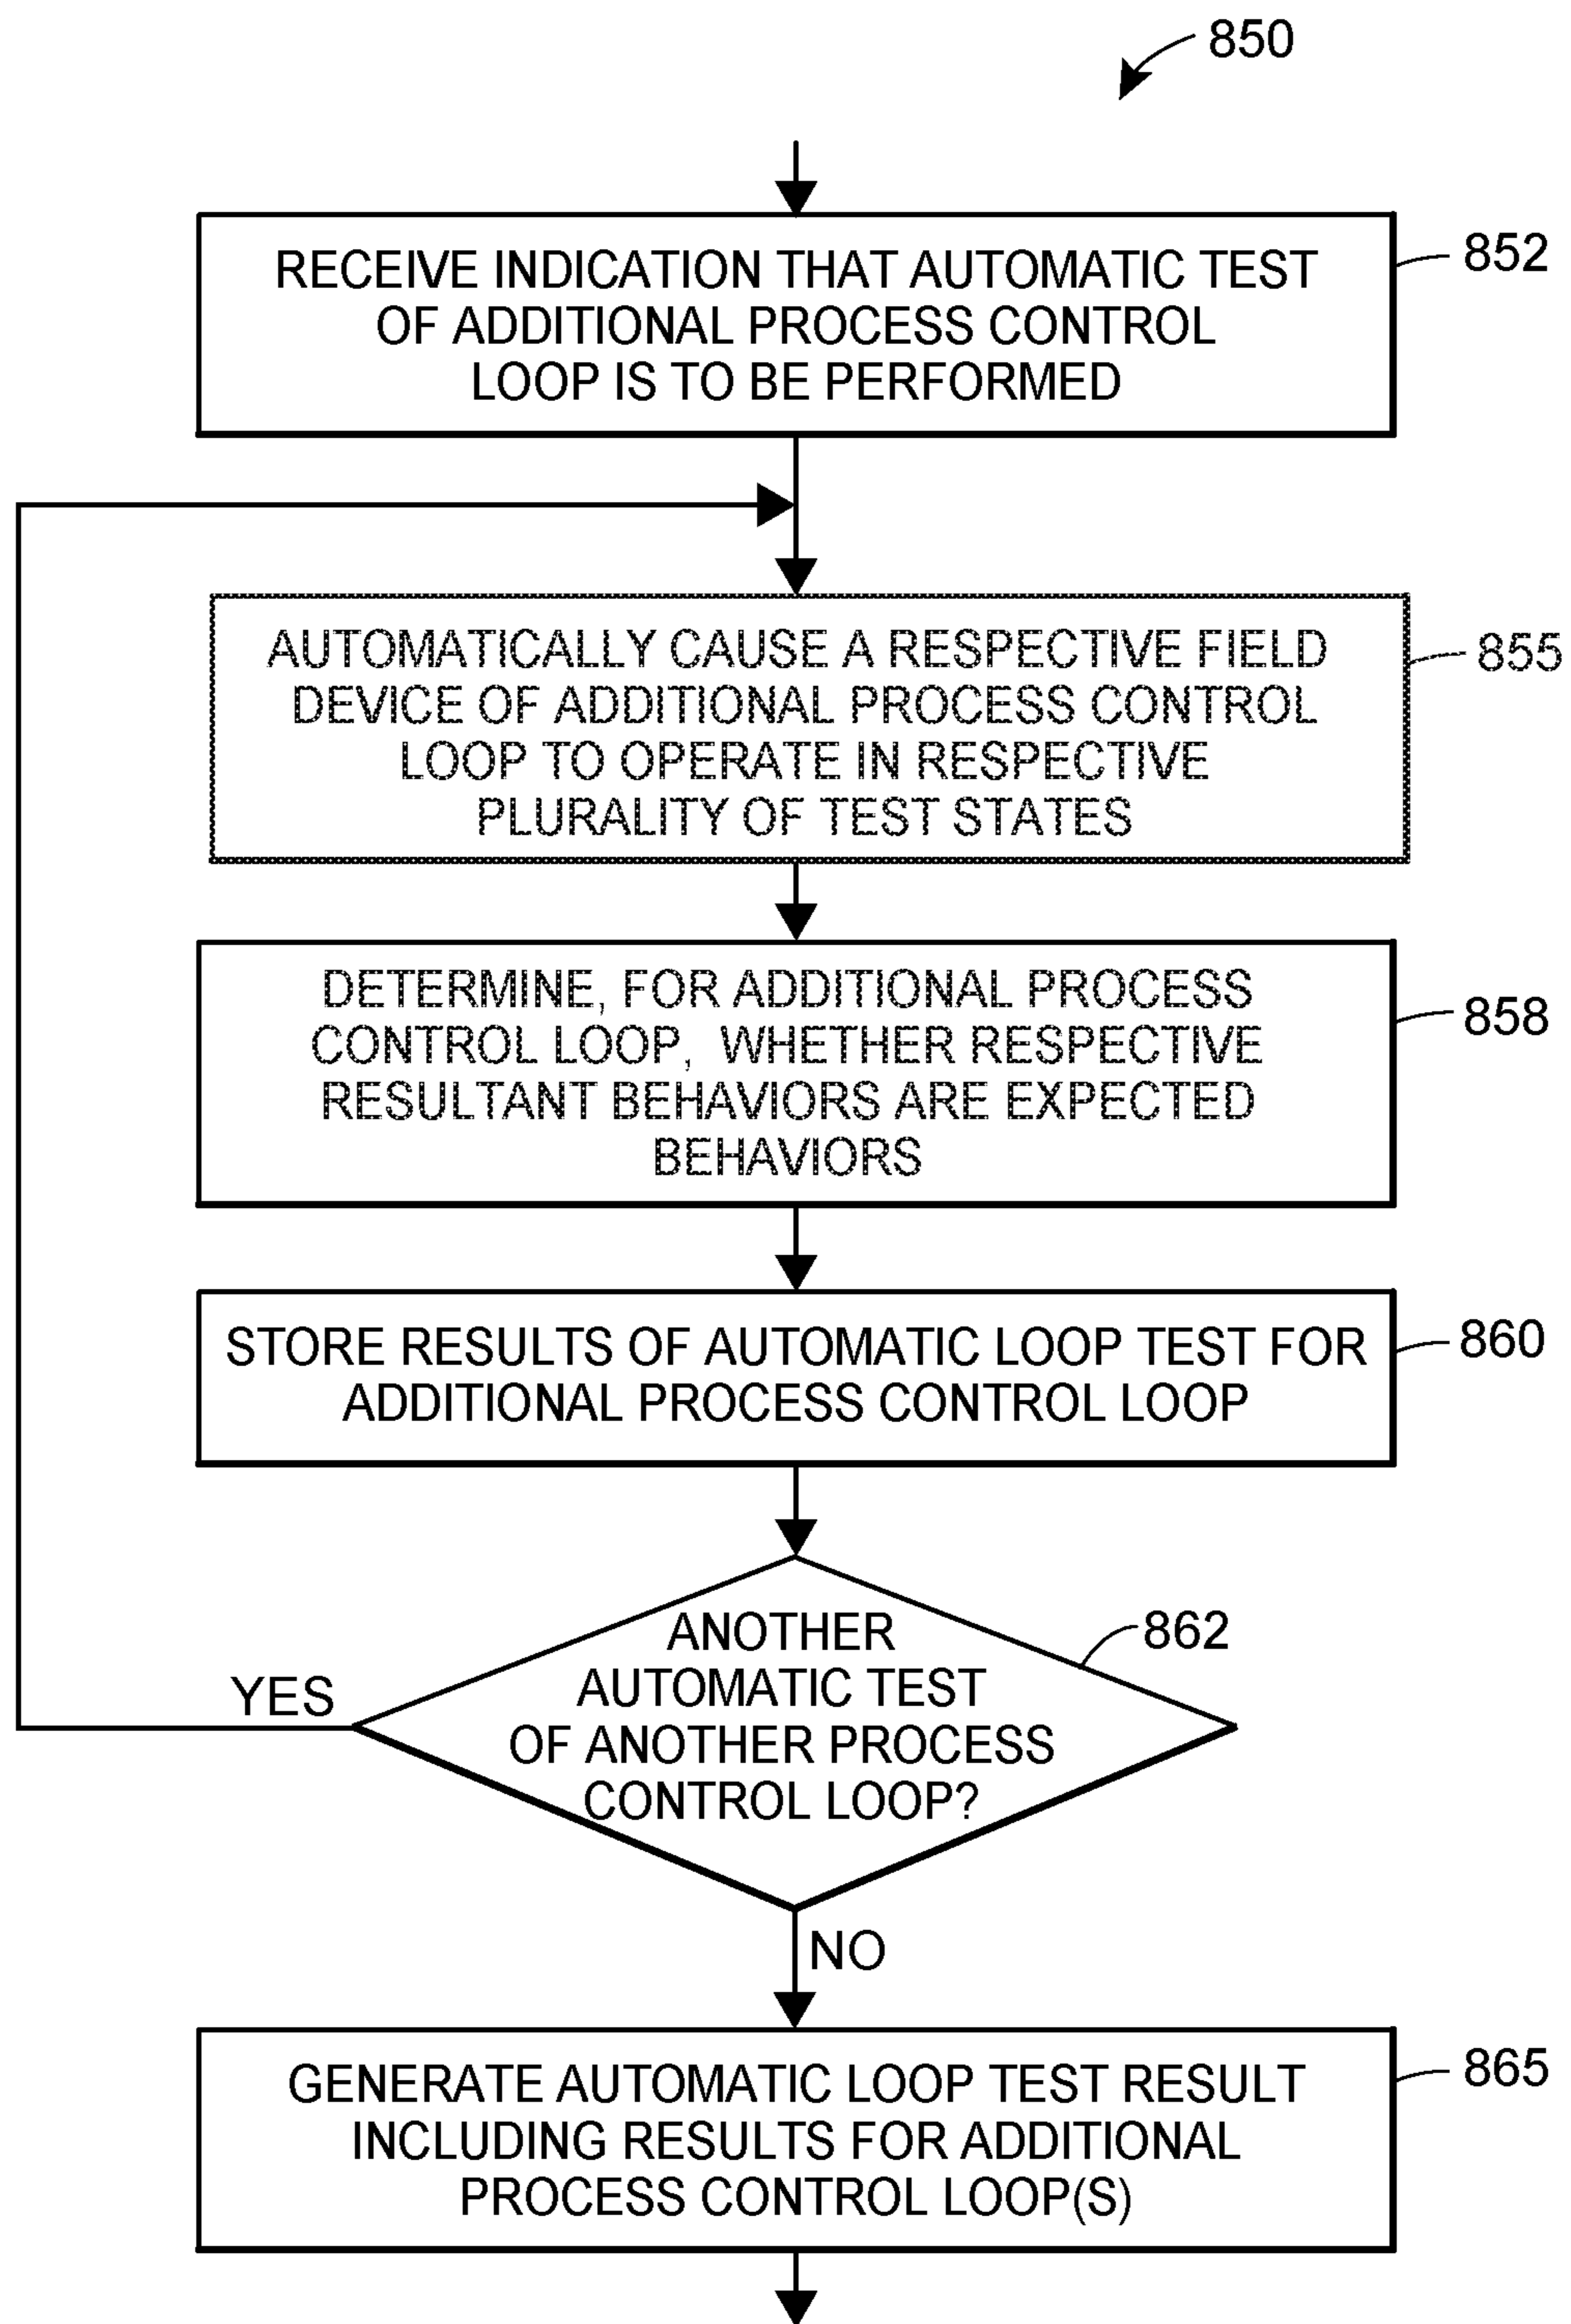 850
RECEIVE INDICATION THAT AUTOMATIC TEST
OF ADDITIONAL PROCESS CONTROL
LOOP IS TO BE PERFORMED
852
AUTOMATICALLY CAUSE A RESPECTIVE FIELD
DEVICE OF ADDITIONAL PROCESS CONTROL
LOOP TO OPERATE IN RESPECTIVE
PLURALITY OF TEST STATES
855
DETERMINE, FOR ADDITIONAL PROCESS
CONTROL LOOP, WHETHER RESPECTIVE
RESULTANT BEHAVIORS ARE EXPECTED
BEHAVIORS
858
STORE RESULTS OF AUTOMATIC LOOP TEST FOR
ADDITIONAL PROCESS CONTROL LOOP
860
ANOTHER
AUTOMATIC TEST
OF ANOTHER PROCESS
CONTROL LOOP?
862
YES
NO
GENERATE AUTOMATIC LOOP TEST RESULT
INCLUDING RESULTS FOR ADDITIONAL
PROCESS CONTROL LOOP(S)
865